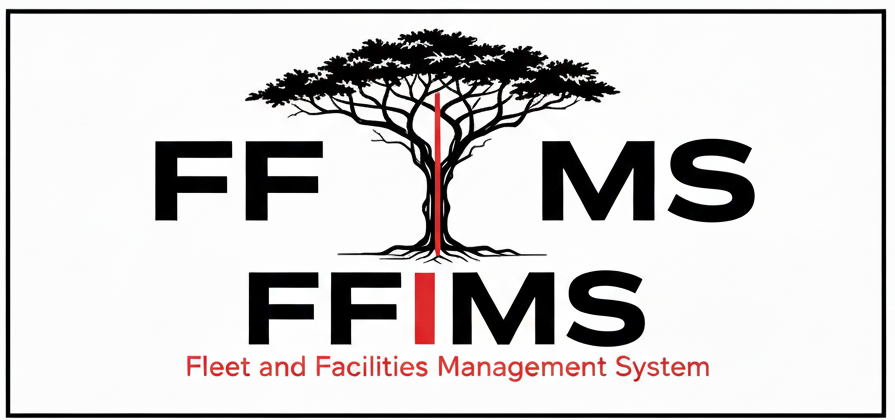 FF MS
FFIMS
Fleet and Facilities Management System